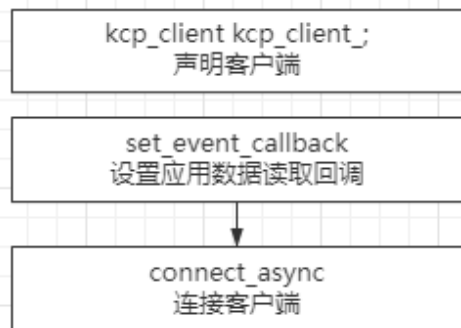 kcp_client kcp_client_;
声明客户端
set_event_callback
设置应用数据读取回调
connect_async
连接客户端